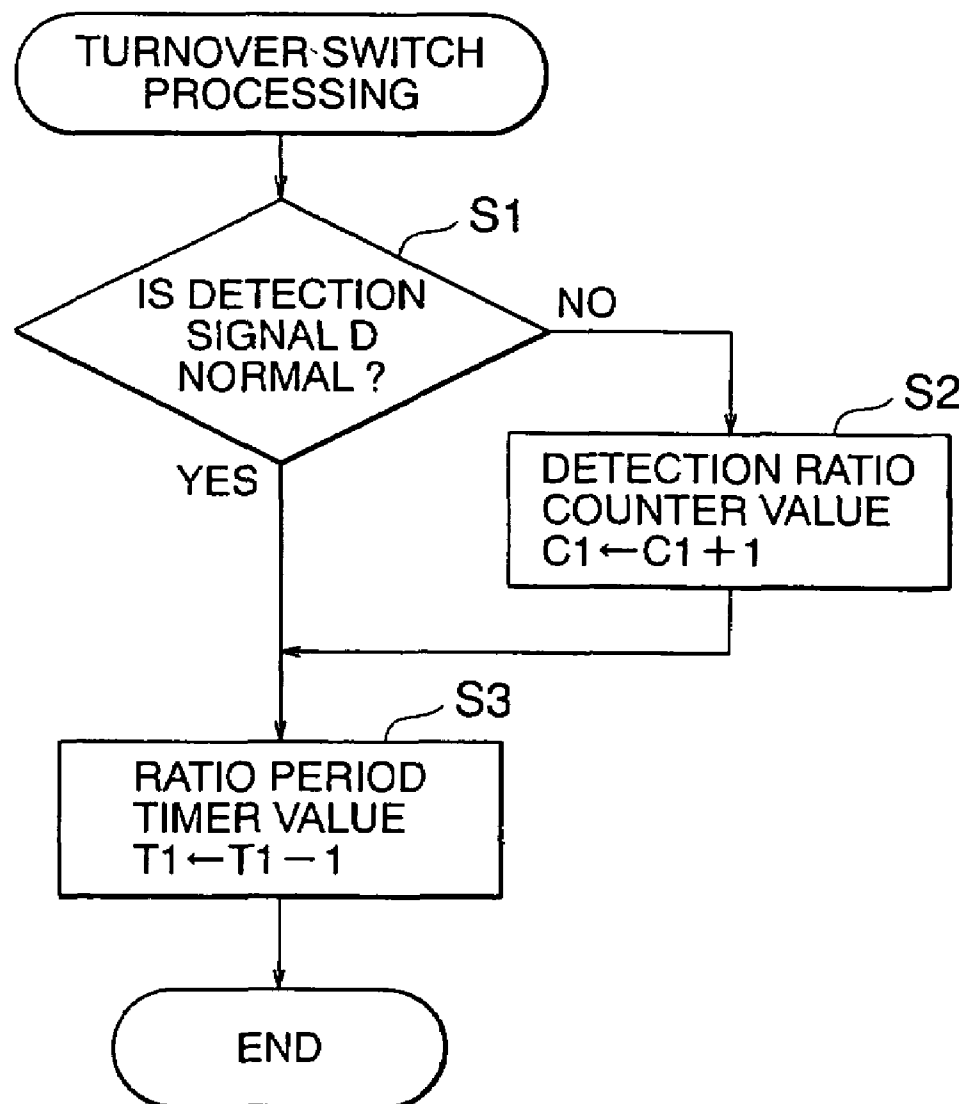 TURNOVER SWITCH
PROCESSING
S1
IS DETECTION
SIGNAL D
NORMAL ?
NO
YES
S2
DETECTION RATIO
COUNTER VALUE
C1←C1+1
S3
RATIO PERIOD
TIMER VALUE
T1←T1−1
END